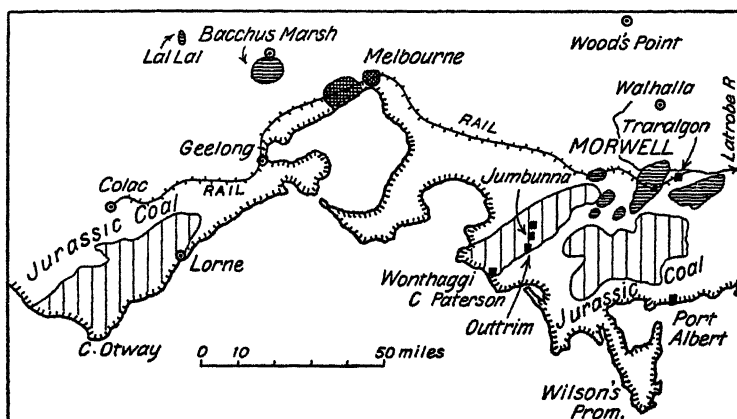 Bacchus Marsh
Lal Lal
Melbourne
Wood's Point
Walhalla
Latrobe R
Traralgon
RAIL
MORWELL
Geelong
Jumbunna
Colac
RAIL
Jurassic Coal
Lorne
Wonthaggi
C Paterson
Jurassic Coal
Outtrim
Port
Albert
C. Otway
0 10 50 miles
Wilson's
Prom.